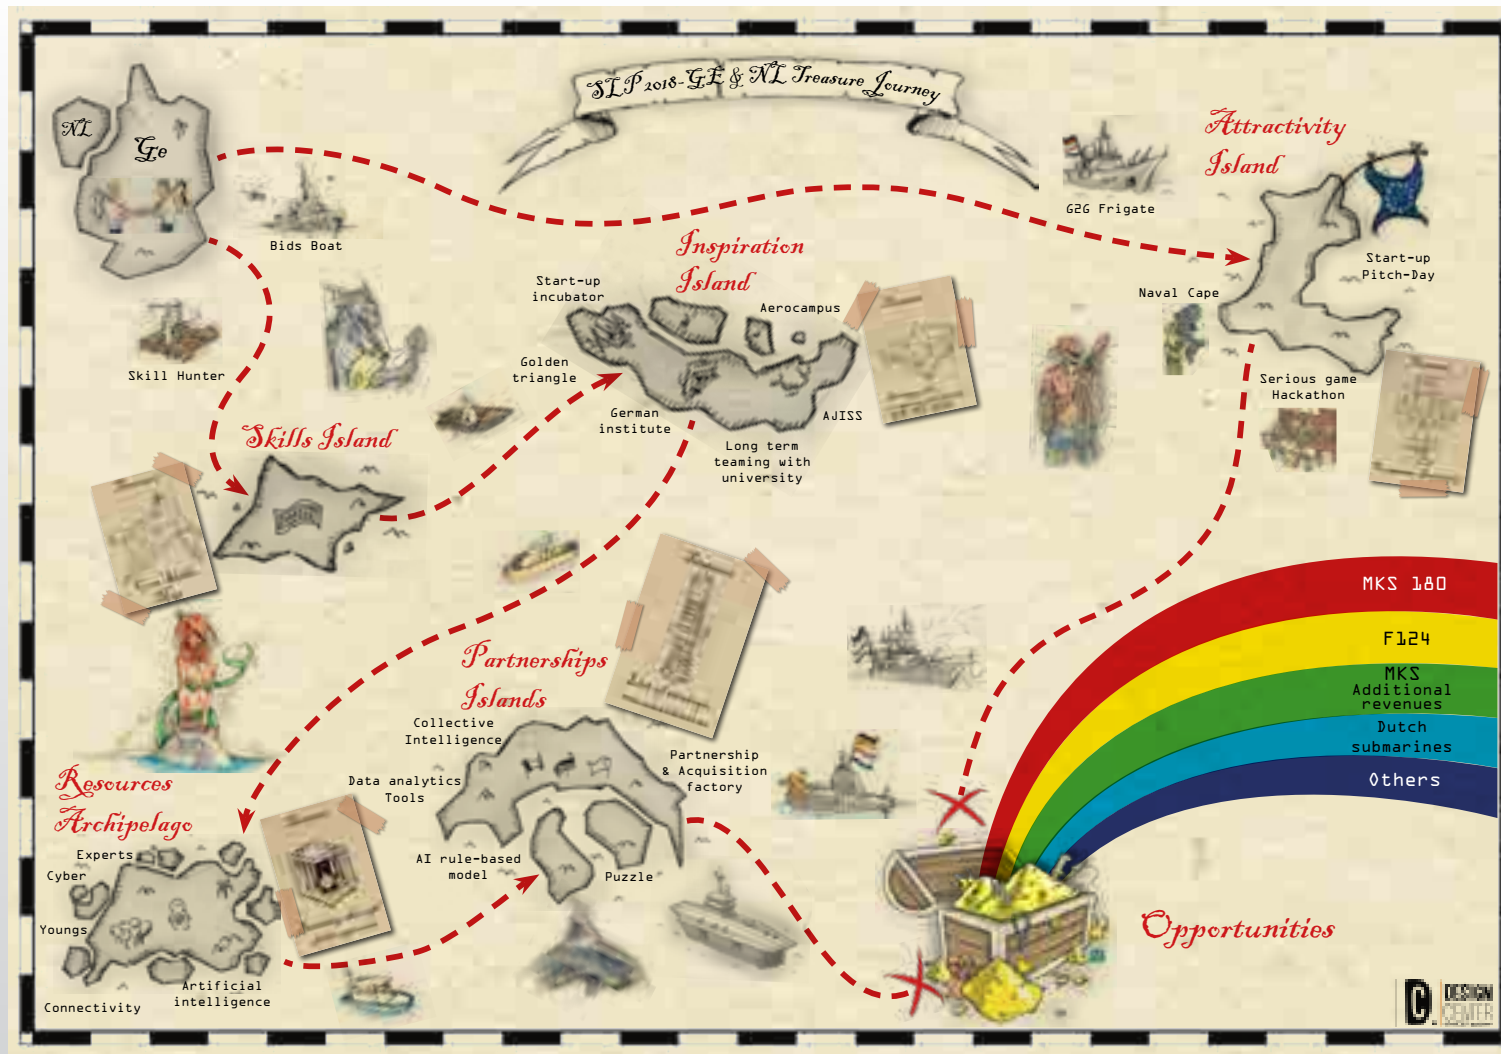 SLP 2018- GE & NL Treasure Journey
NL
Ge
Bids Boat
Skill Hunter
Skills Island
Inspiration
Island
Start-up
incubator
Aerocampus
Golden
triangle
German
institute
AJISS
Long term
teaming with
university
G2G Frigate
Attractivity
Island
Start-up
Pitch-Day
Naval Cape
Serious game
Hackathon
Partnerships
Islands
Collective
Intelligence
Data analytics
Tools
Partnership
& Acquisition
factory
AI rule-based
model
Puzzle
Resources
Archipelago
Experts
Cyber
Youngs
Connectivity
Artificial
intelligence
MKS 180
F124
MKS
Additional
revenues
Dutch
submarines
Others
Opportunities
C.
DESIGN
CENTER